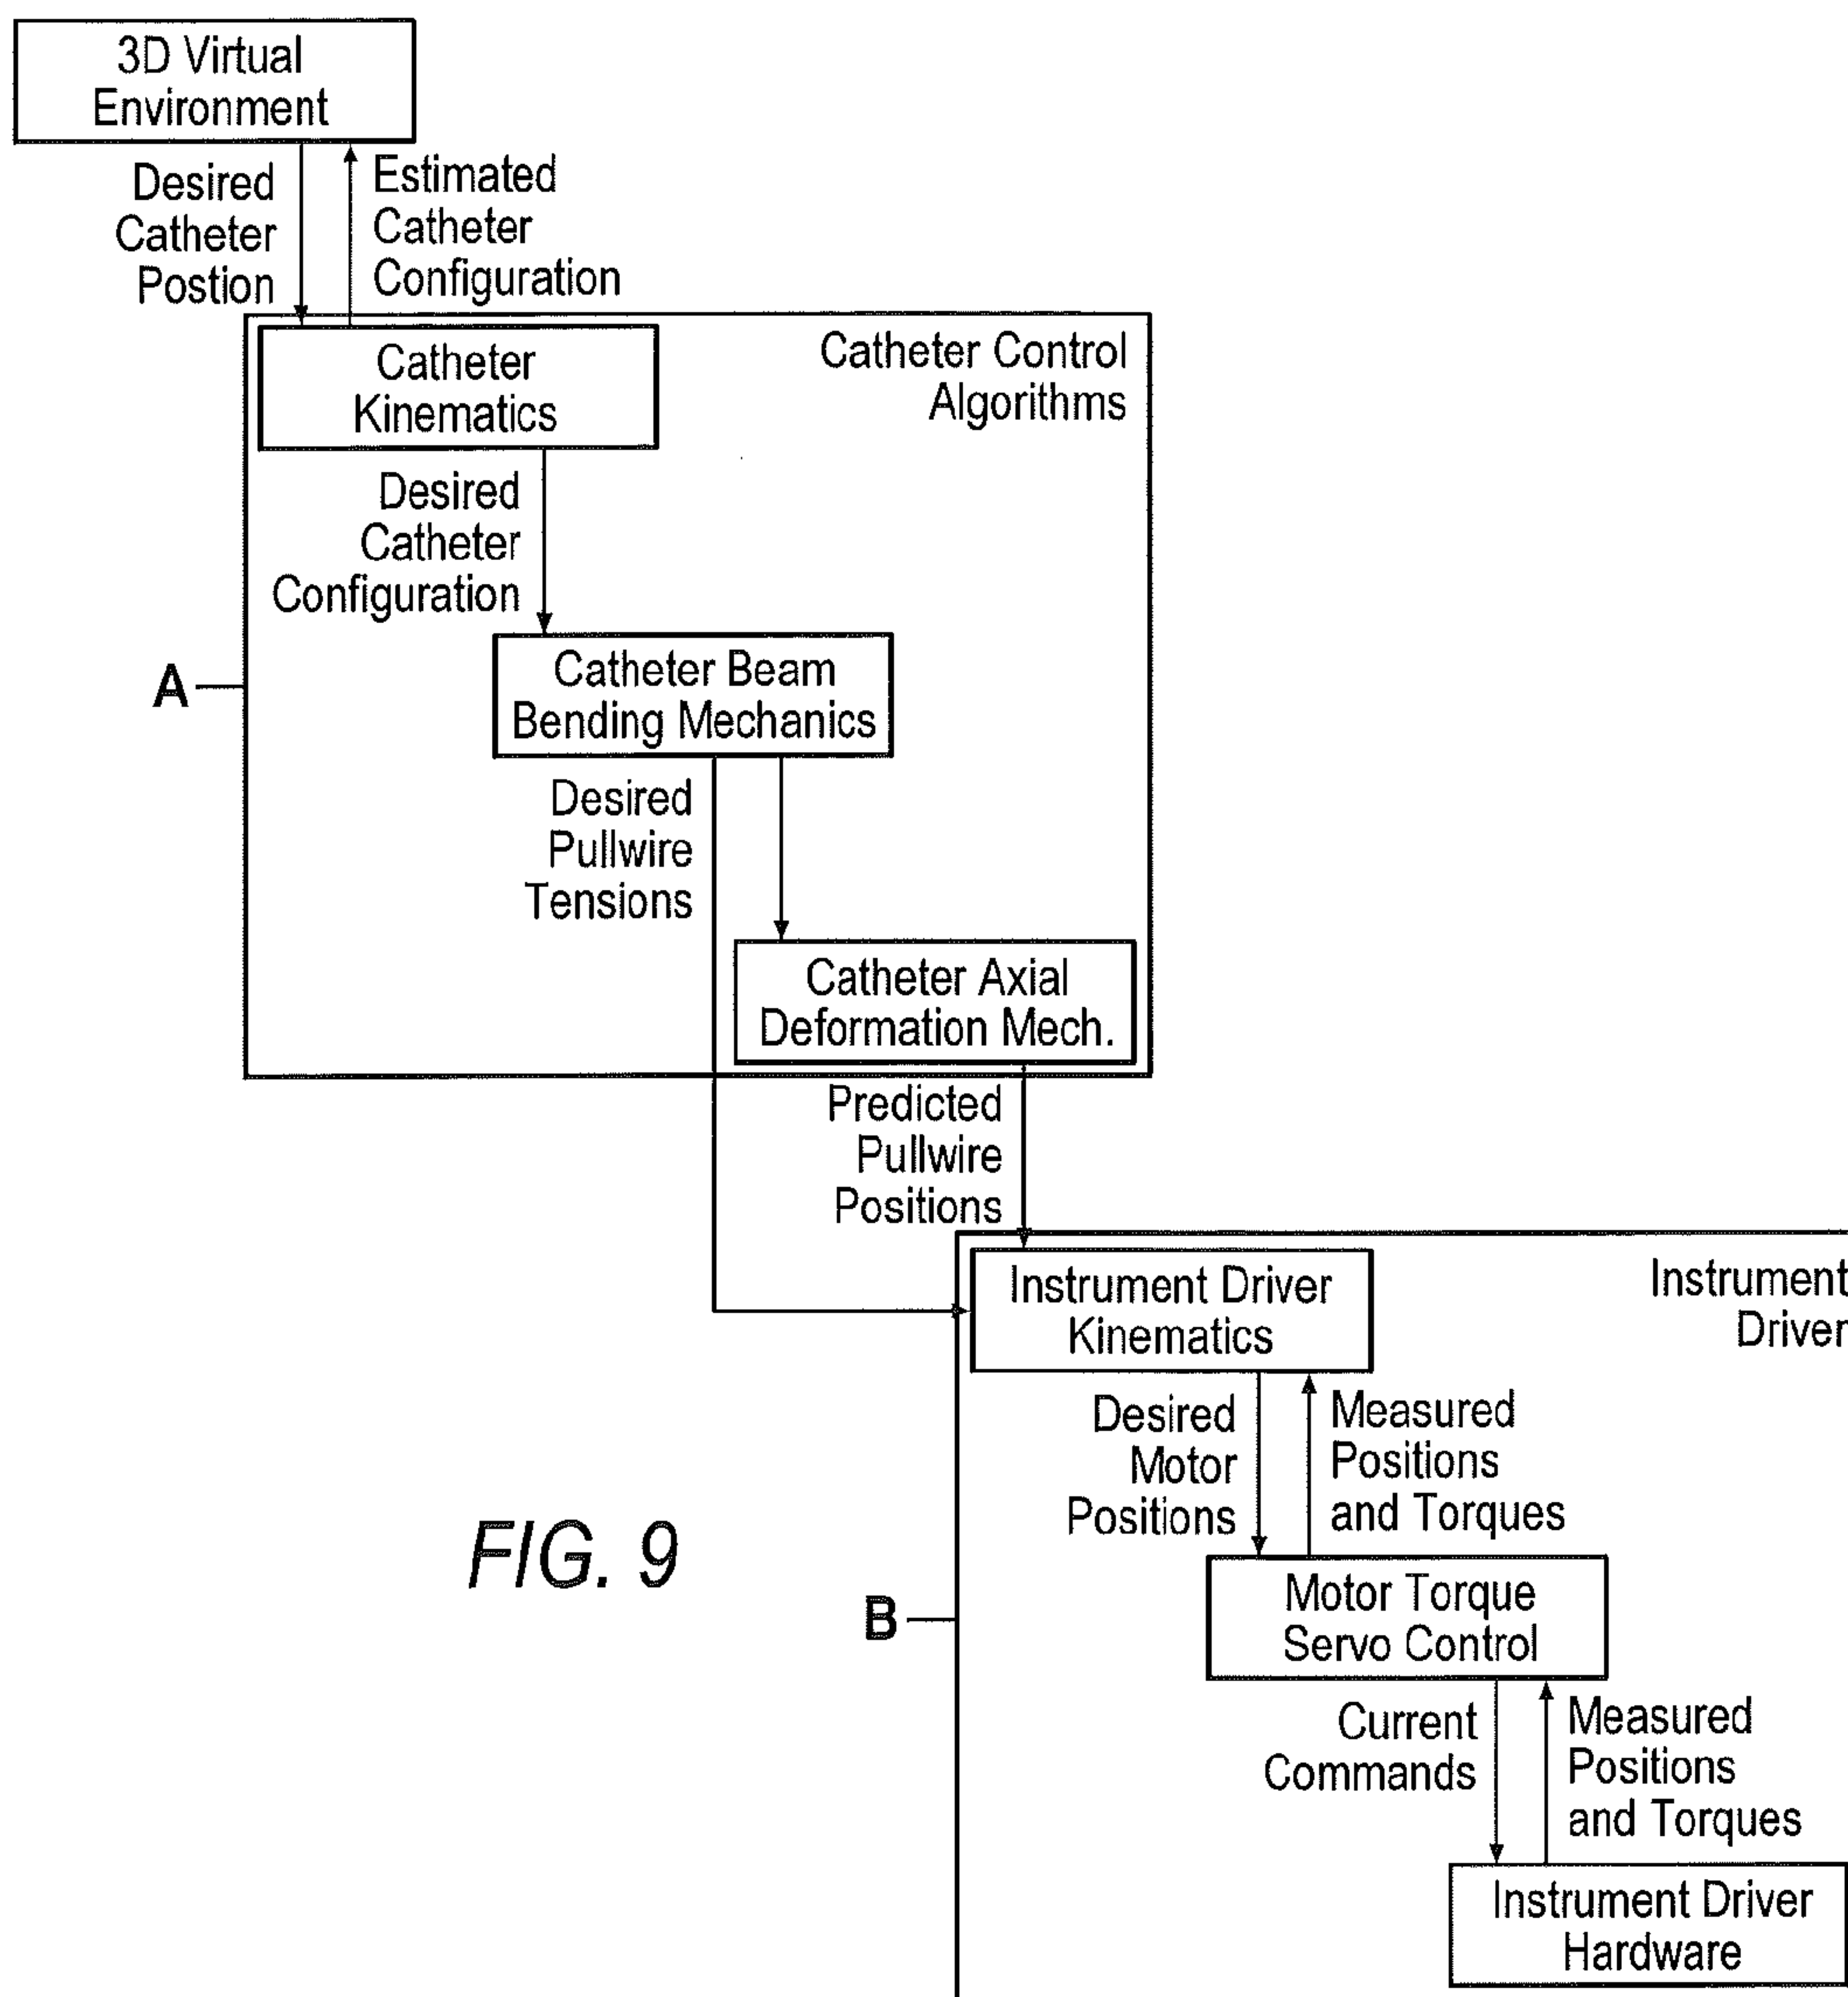 3D Virtual
Environment
Desired
Catheter
Postion
Estimated
Catheter
Configuration
Catheter
Kinematics
Catheter Control
Algorithms
Desired
Catheter
Configuration
A
Catheter Beam
Bending Mechanics
Desired
Pullwire
Tensions
Catheter Axial
Deformation Mech.
Predicted
Pullwire
Positions
Instrument Driver
Kinematics
Instrument
Driver
Desired
Motor
Positions
Measured
Positions
and Torques
FIG. 9
B
Motor Torque
Servo Control
Current
Commands
Measured
Positions
and Torques
Instrument Driver
Hardware